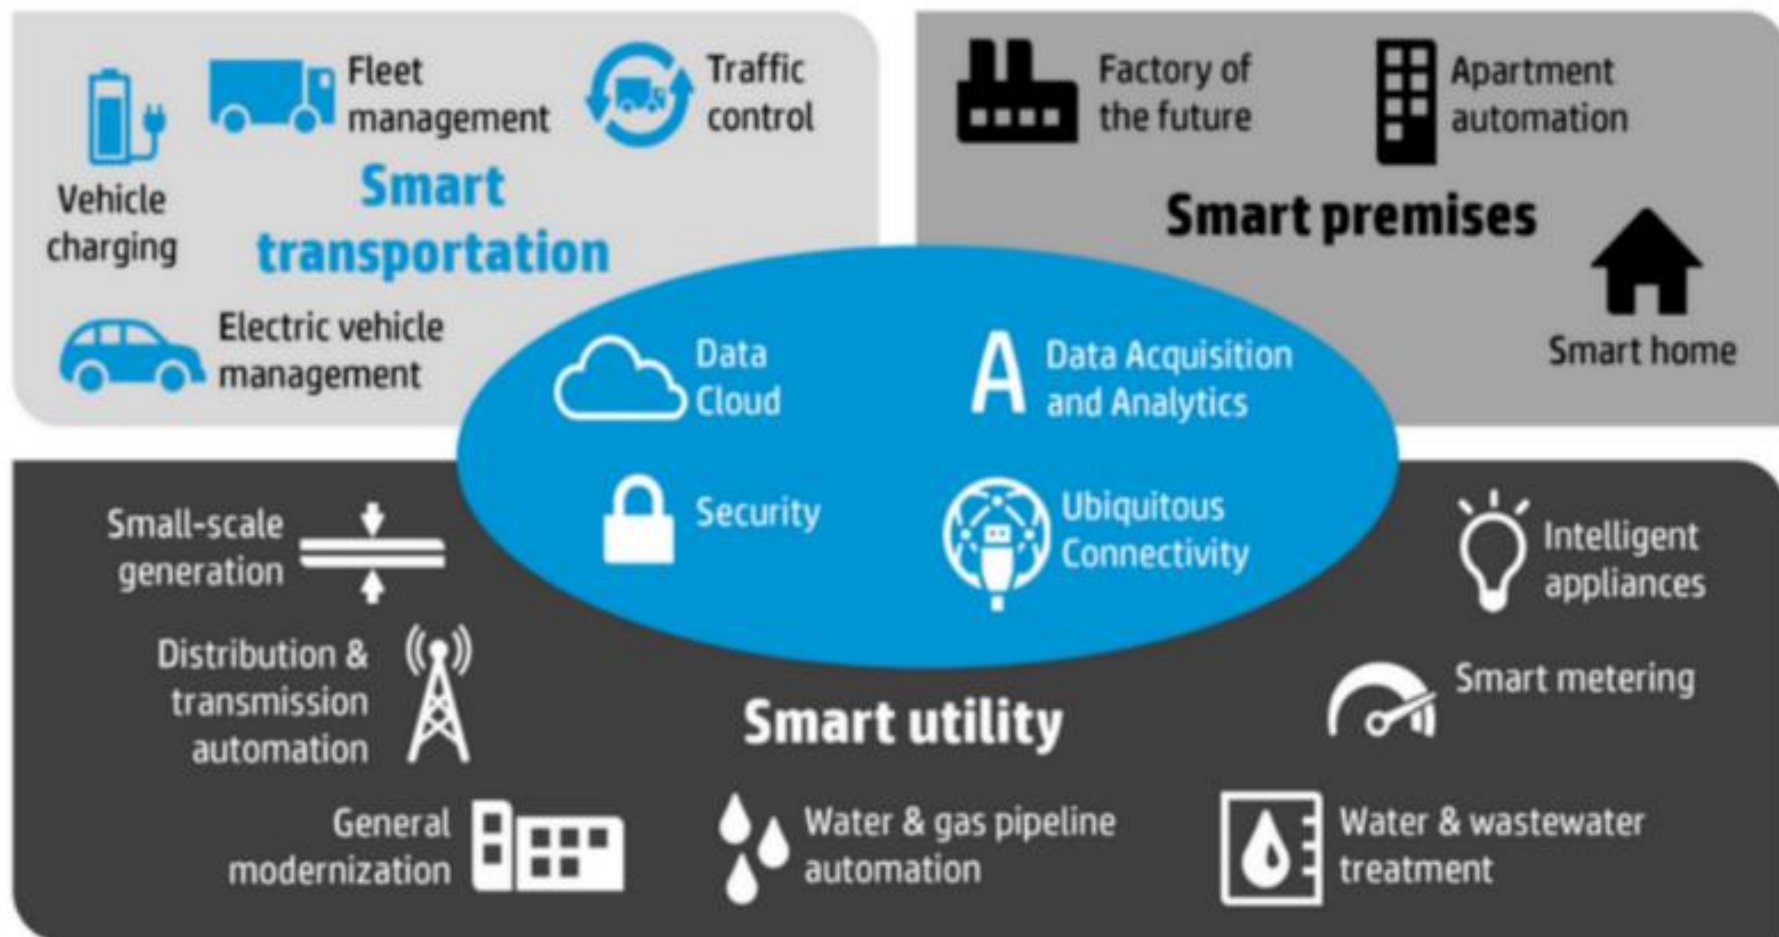 Fleet
management
Traffic
control
Vehicle
charging
Smart
transportation
Electric vehicle
management
Factory of
the future
Apartment
automation
Smart premises
Smart home
Data
Cloud
A
Data Acquisition
and Analytics
Security
Ubiquitous
Connectivity
Small-scale
generation
Distribution &
transmission
automation
General
modernization
Smart utility
Water & gas pipeline
automation
Intelligent
appliances
Smart metering
Water & wastewater
treatment